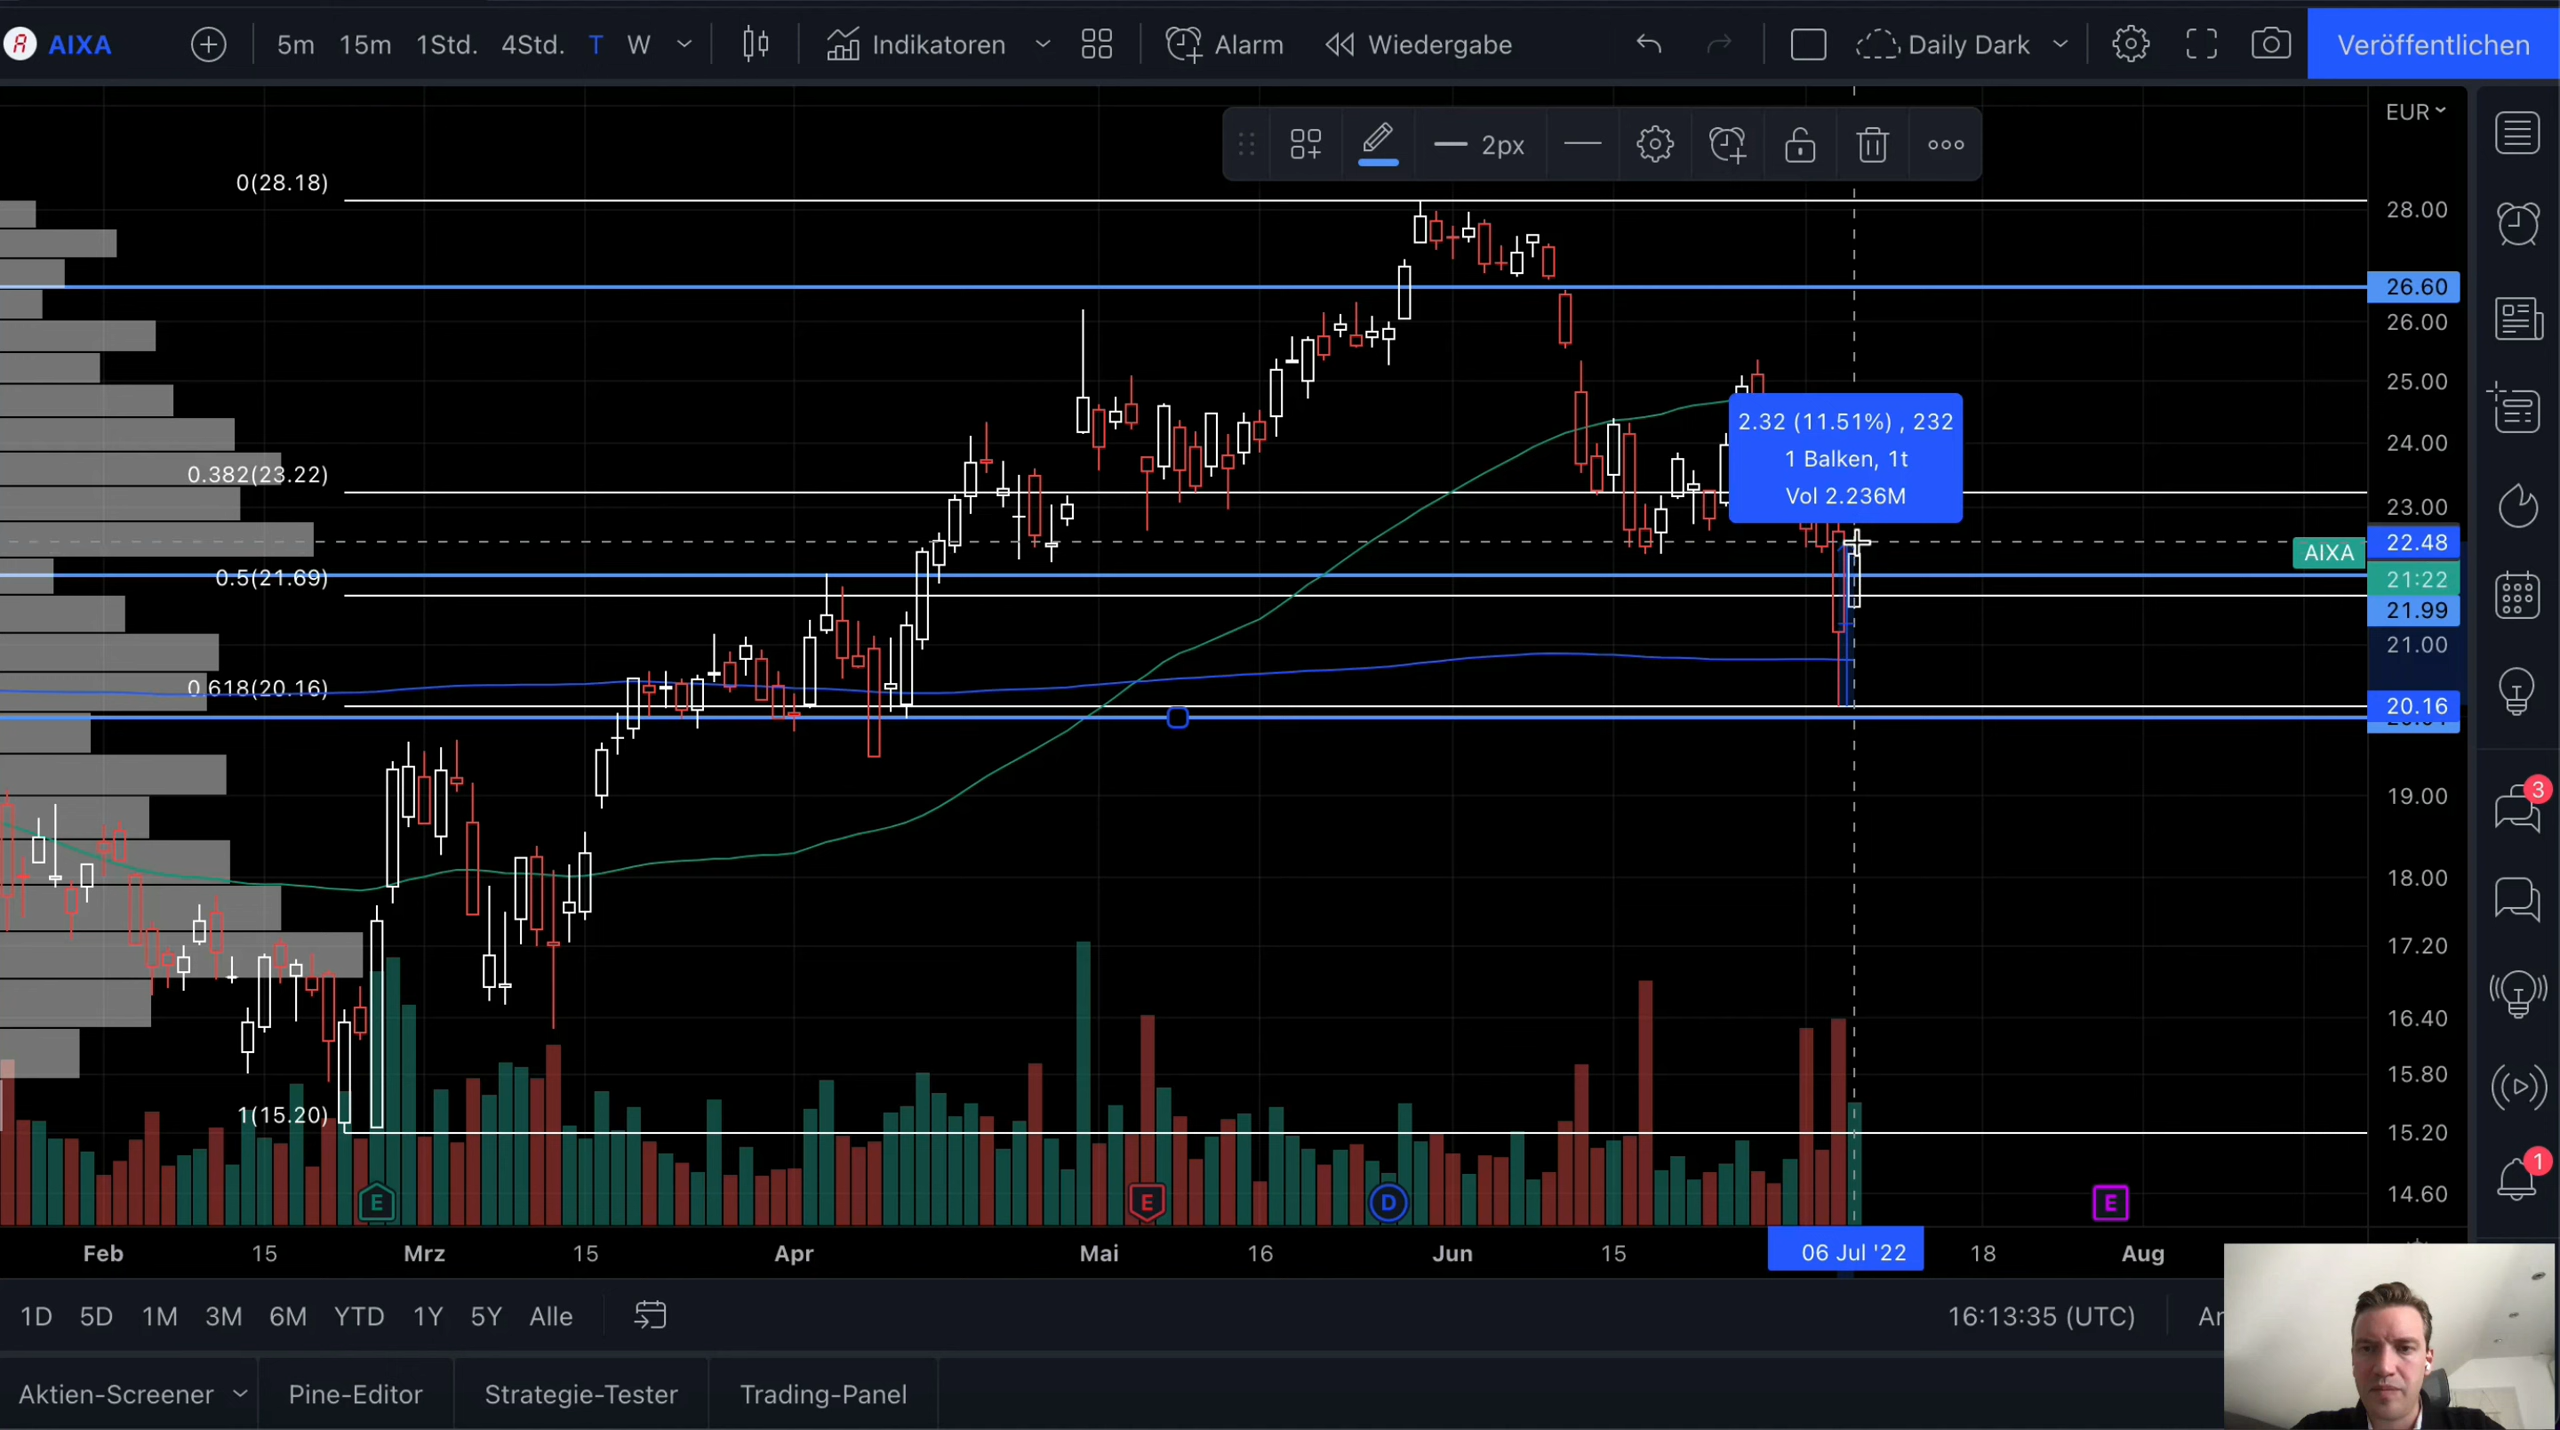 AIXA
5m 15m 1Std. 4Std. T W Indikatoren Alarm Wiedergabe Daily Dark Veröffentlichen
2px
EUR
0(28.18)
28.00
26.60
26.00
25.00
2.32 (11.51%) , 232
24.00
1 Balken, 1t
0.382(23.22)
Vol 2.236M
23.00
22.48
AIXA
0.5(21.69)
21:22
21.99
21.00
0.618(20.16)
20.16
3
19.00
18.00
17.20
16.40
15.80
1(15.20)
15.20
1
14.60
E E D E
Feb 15 Mrz 15 Apr Mai 16 Jun 15 06 Jul '22 18 Aug
1D 5D 1M 3M 6M YTD 1Y 5Y Alle 16:13:35 (UTC)
Aktien-Screener Pine-Editor Strategie-Tester Trading-Panel